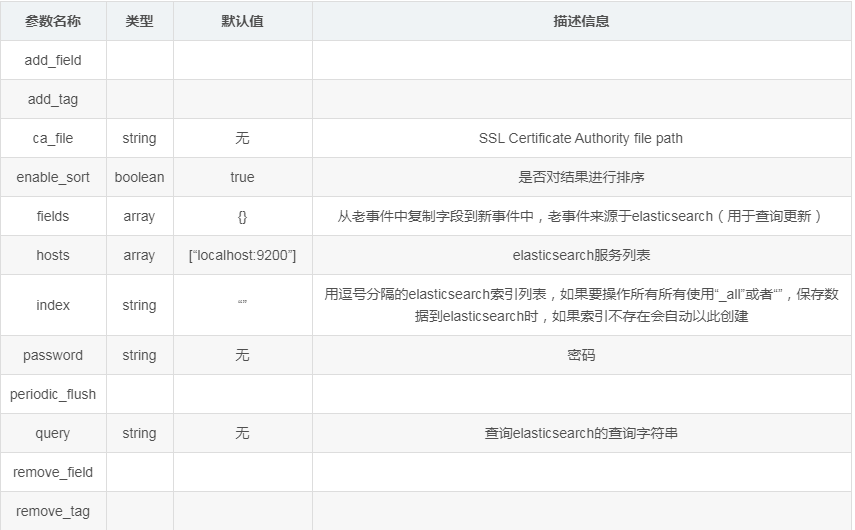 参数名称 类型 默认值 描述信息
add_field
add_tag
ca_file string 无 SSL Certificate Authority file path
enable_sort boolean true 是否对结果进行排序
fields array {} 从老事件中复制字段到新事件中，老事件来源于elasticsearch（用于查询更新）
hosts array [“localhost:9200”] elasticsearch服务列表
index string “” 用逗号分隔的elasticsearch索引列表，如果要操作所有所有使用“_all”或者“”，保存数
据到elasticsearch时，如果索引不存在会自动以此创建
password string 无 密码
periodic_flush
query string 无 查询elasticsearch的查询字符串
remove_field
remove_tag